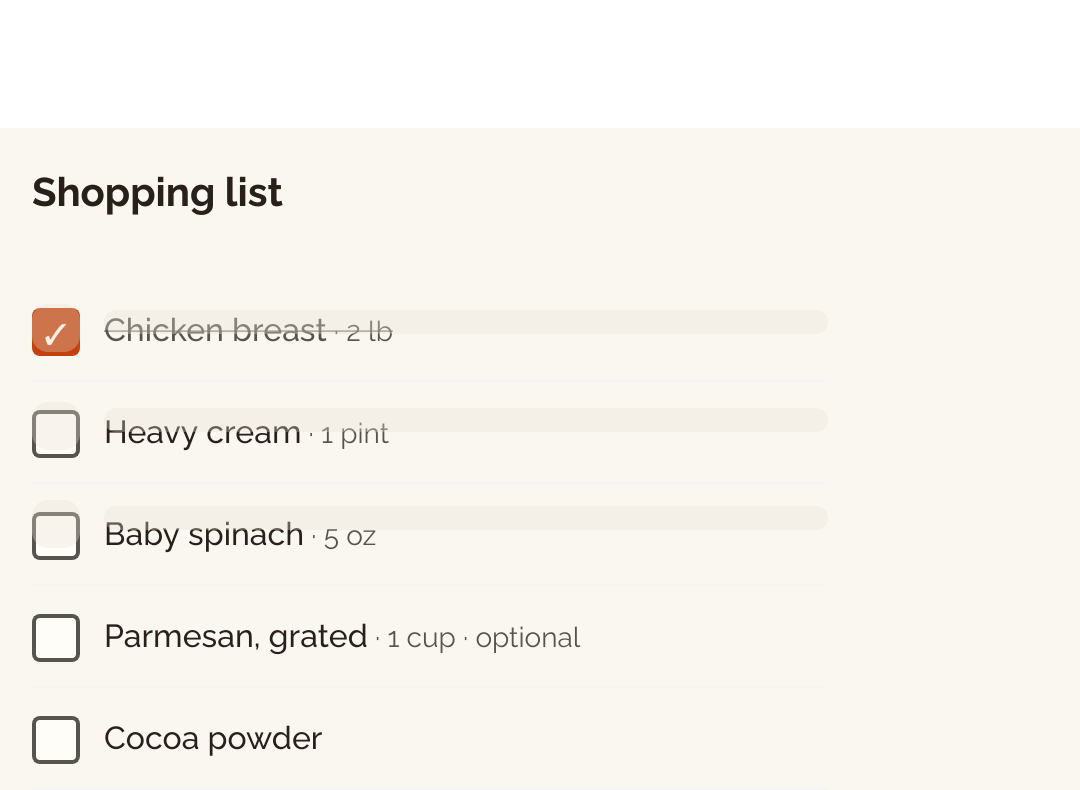 Shopping list
✓ Chicken breast · 2 lb
Heavy cream · 1 pint
Baby spinach · 5 oz
Parmesan, grated · 1 cup · optional
Cocoa powder